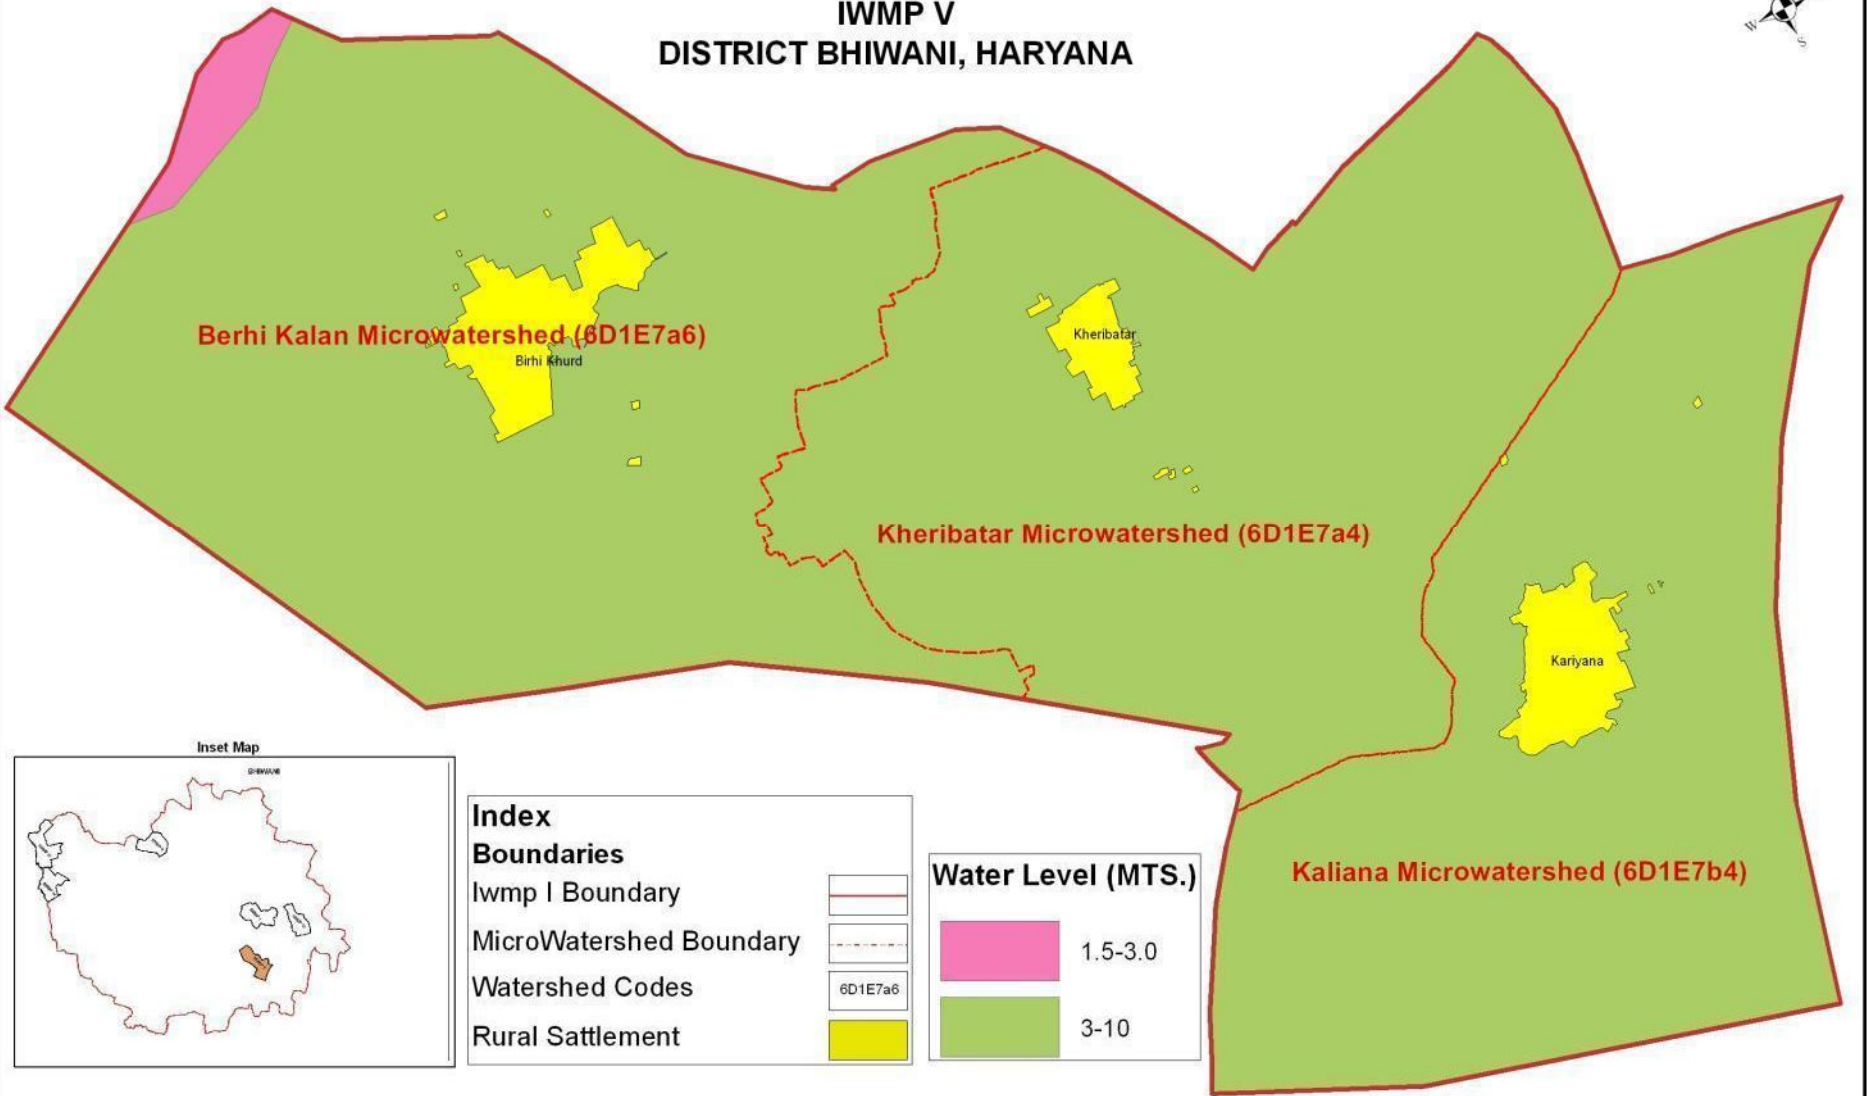 IWMP V
DISTRICT BHIWANI, HARYANA
W
S
Berhi Kalan Microwatershed (6D1E7a6)
Birhi Khurd
Kheribatar
Kheribatar Microwatershed (6D1E7a4)
Kariyana
Kaliana Microwatershed (6D1E7b4)
Inset Map
BHIWANI
Index
Boundaries
Iwmp I Boundary
MicroWatershed Boundary
Watershed Codes
6D1E7a6
Rural Sattlement
Water Level (MTS.)
1.5-3.0
3-10